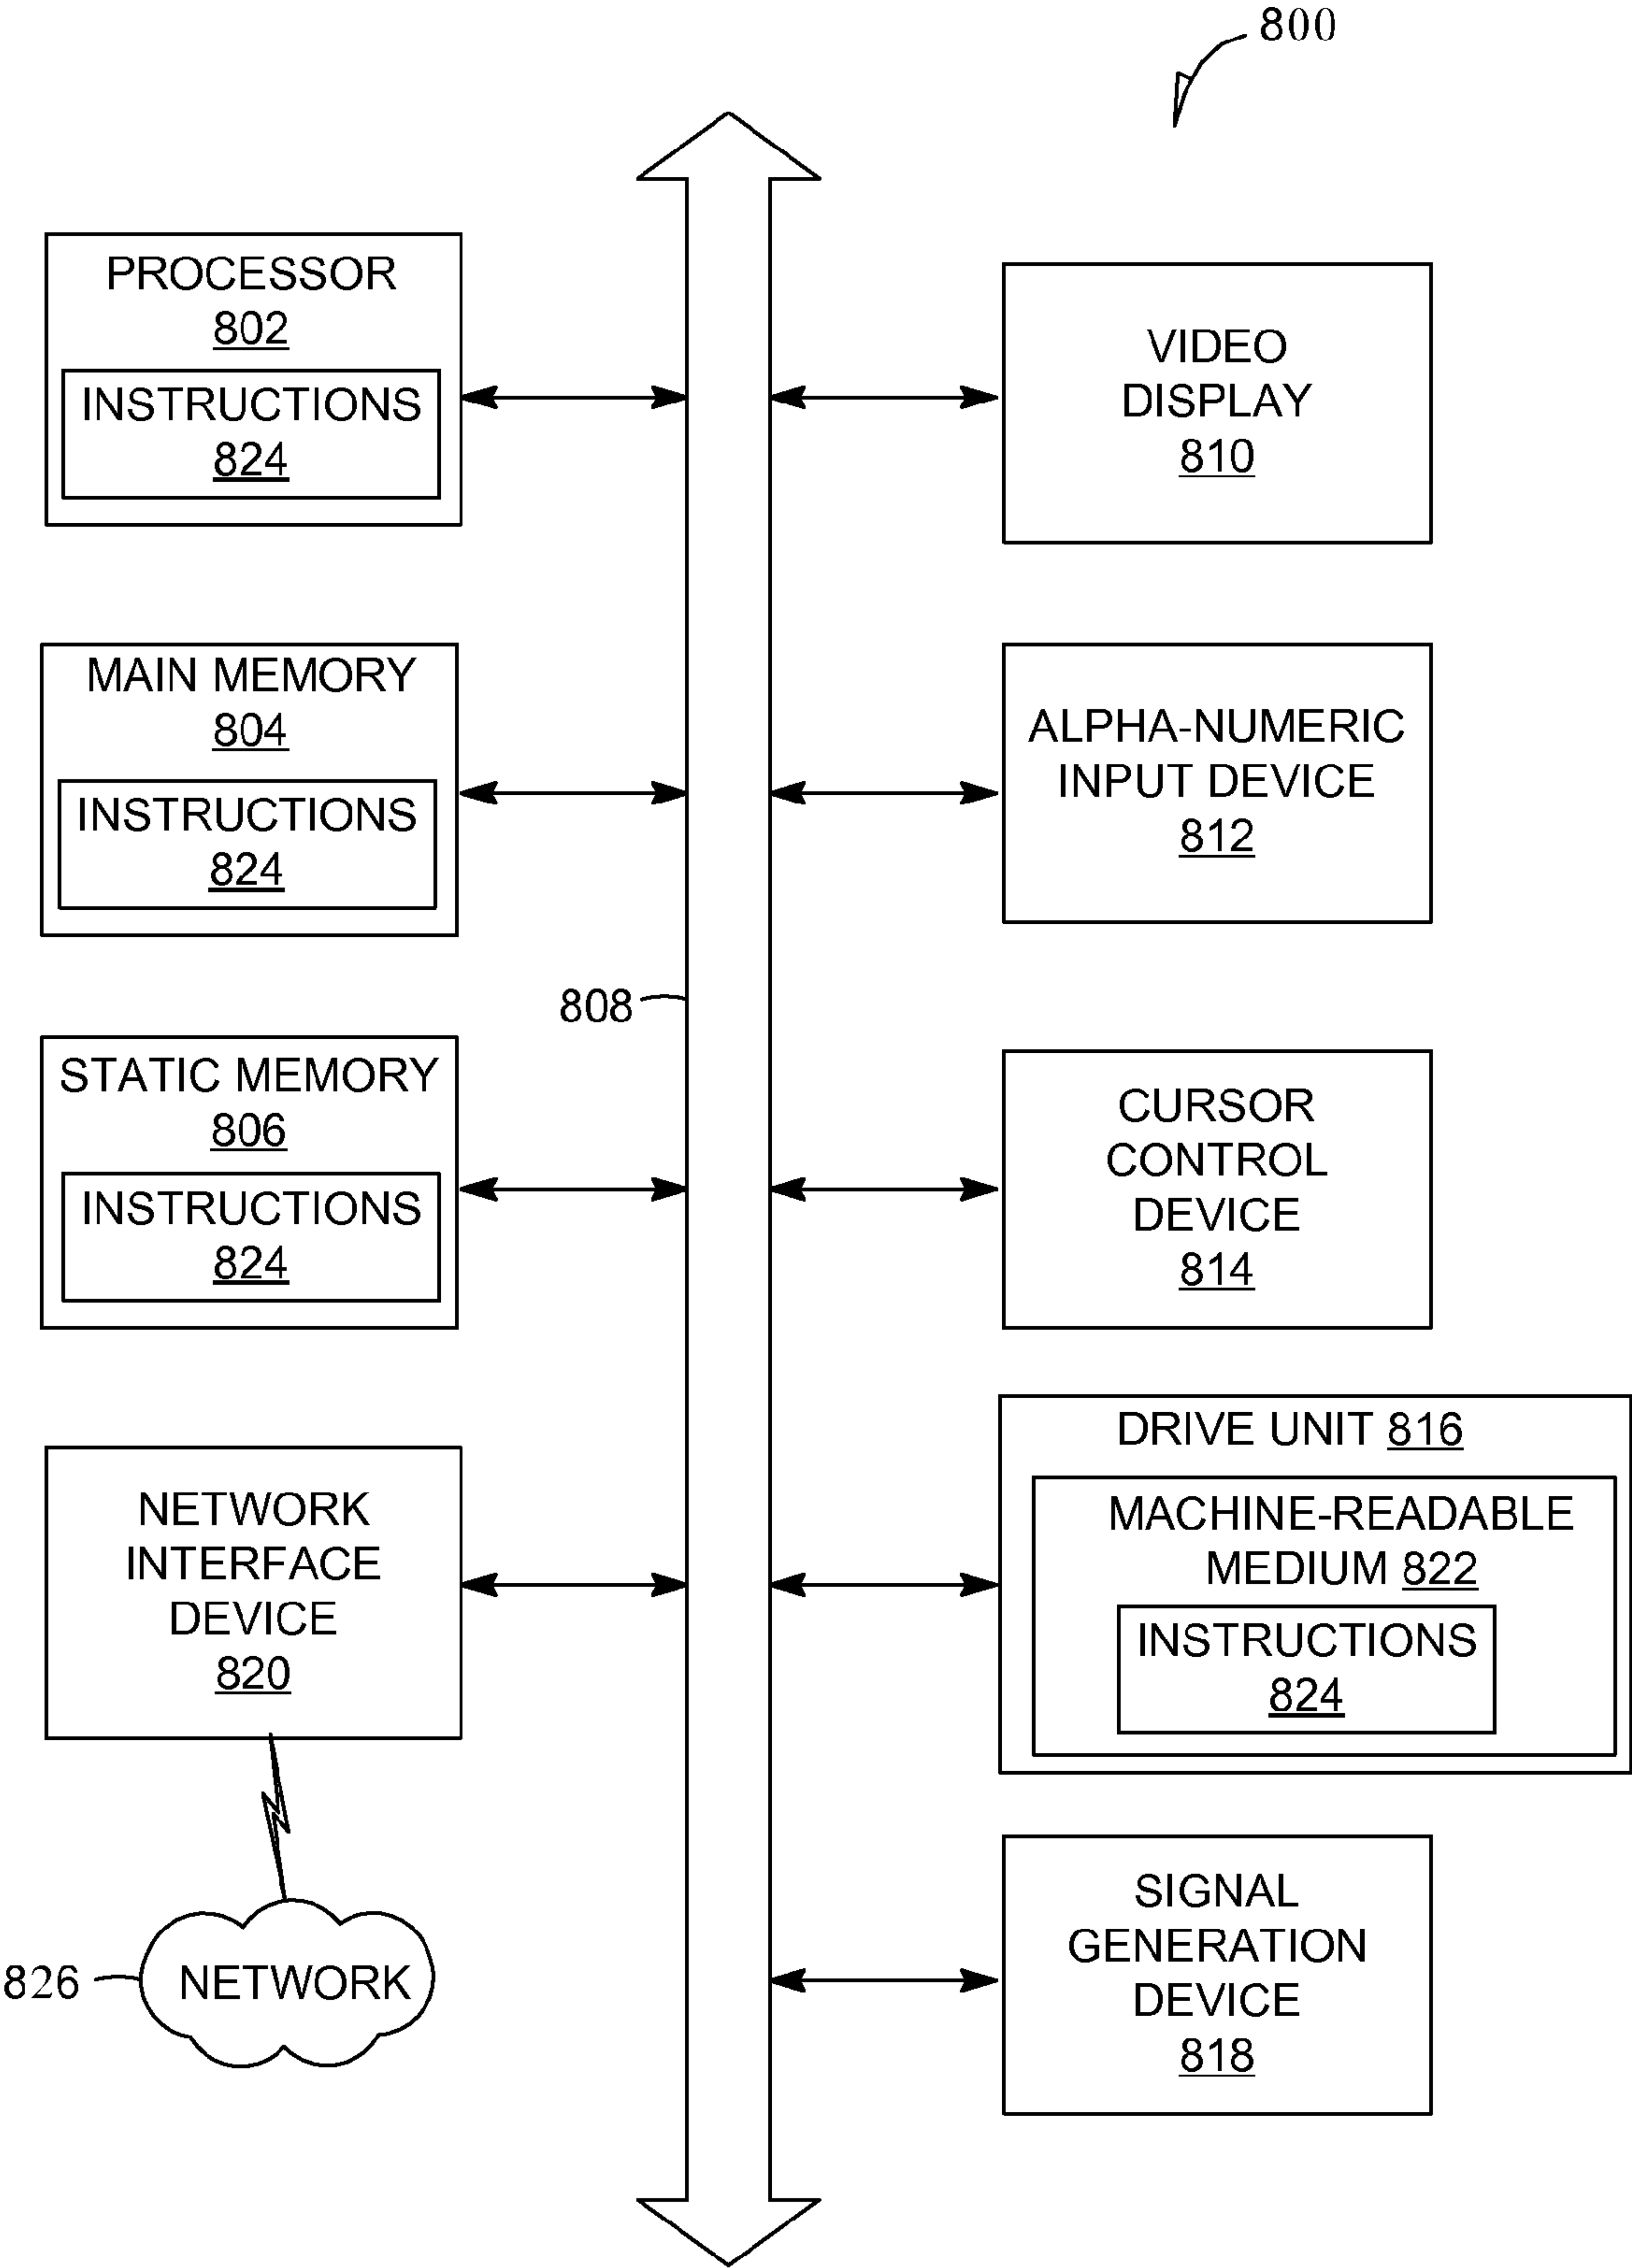 800
PROCESSOR
802
INSTRUCTIONS
824
MAIN MEMORY
804
INSTRUCTIONS
824
808
STATIC MEMORY
806
INSTRUCTIONS
824
NETWORK
INTERFACE
DEVICE
820
826
NETWORK
VIDEO
DISPLAY
810
ALPHA-NUMERIC
INPUT DEVICE
812
CURSOR
CONTROL
DEVICE
814
DRIVE UNIT 816
MACHINE-READABLE
MEDIUM 822
INSTRUCTIONS
824
SIGNAL
GENERATION
DEVICE
818